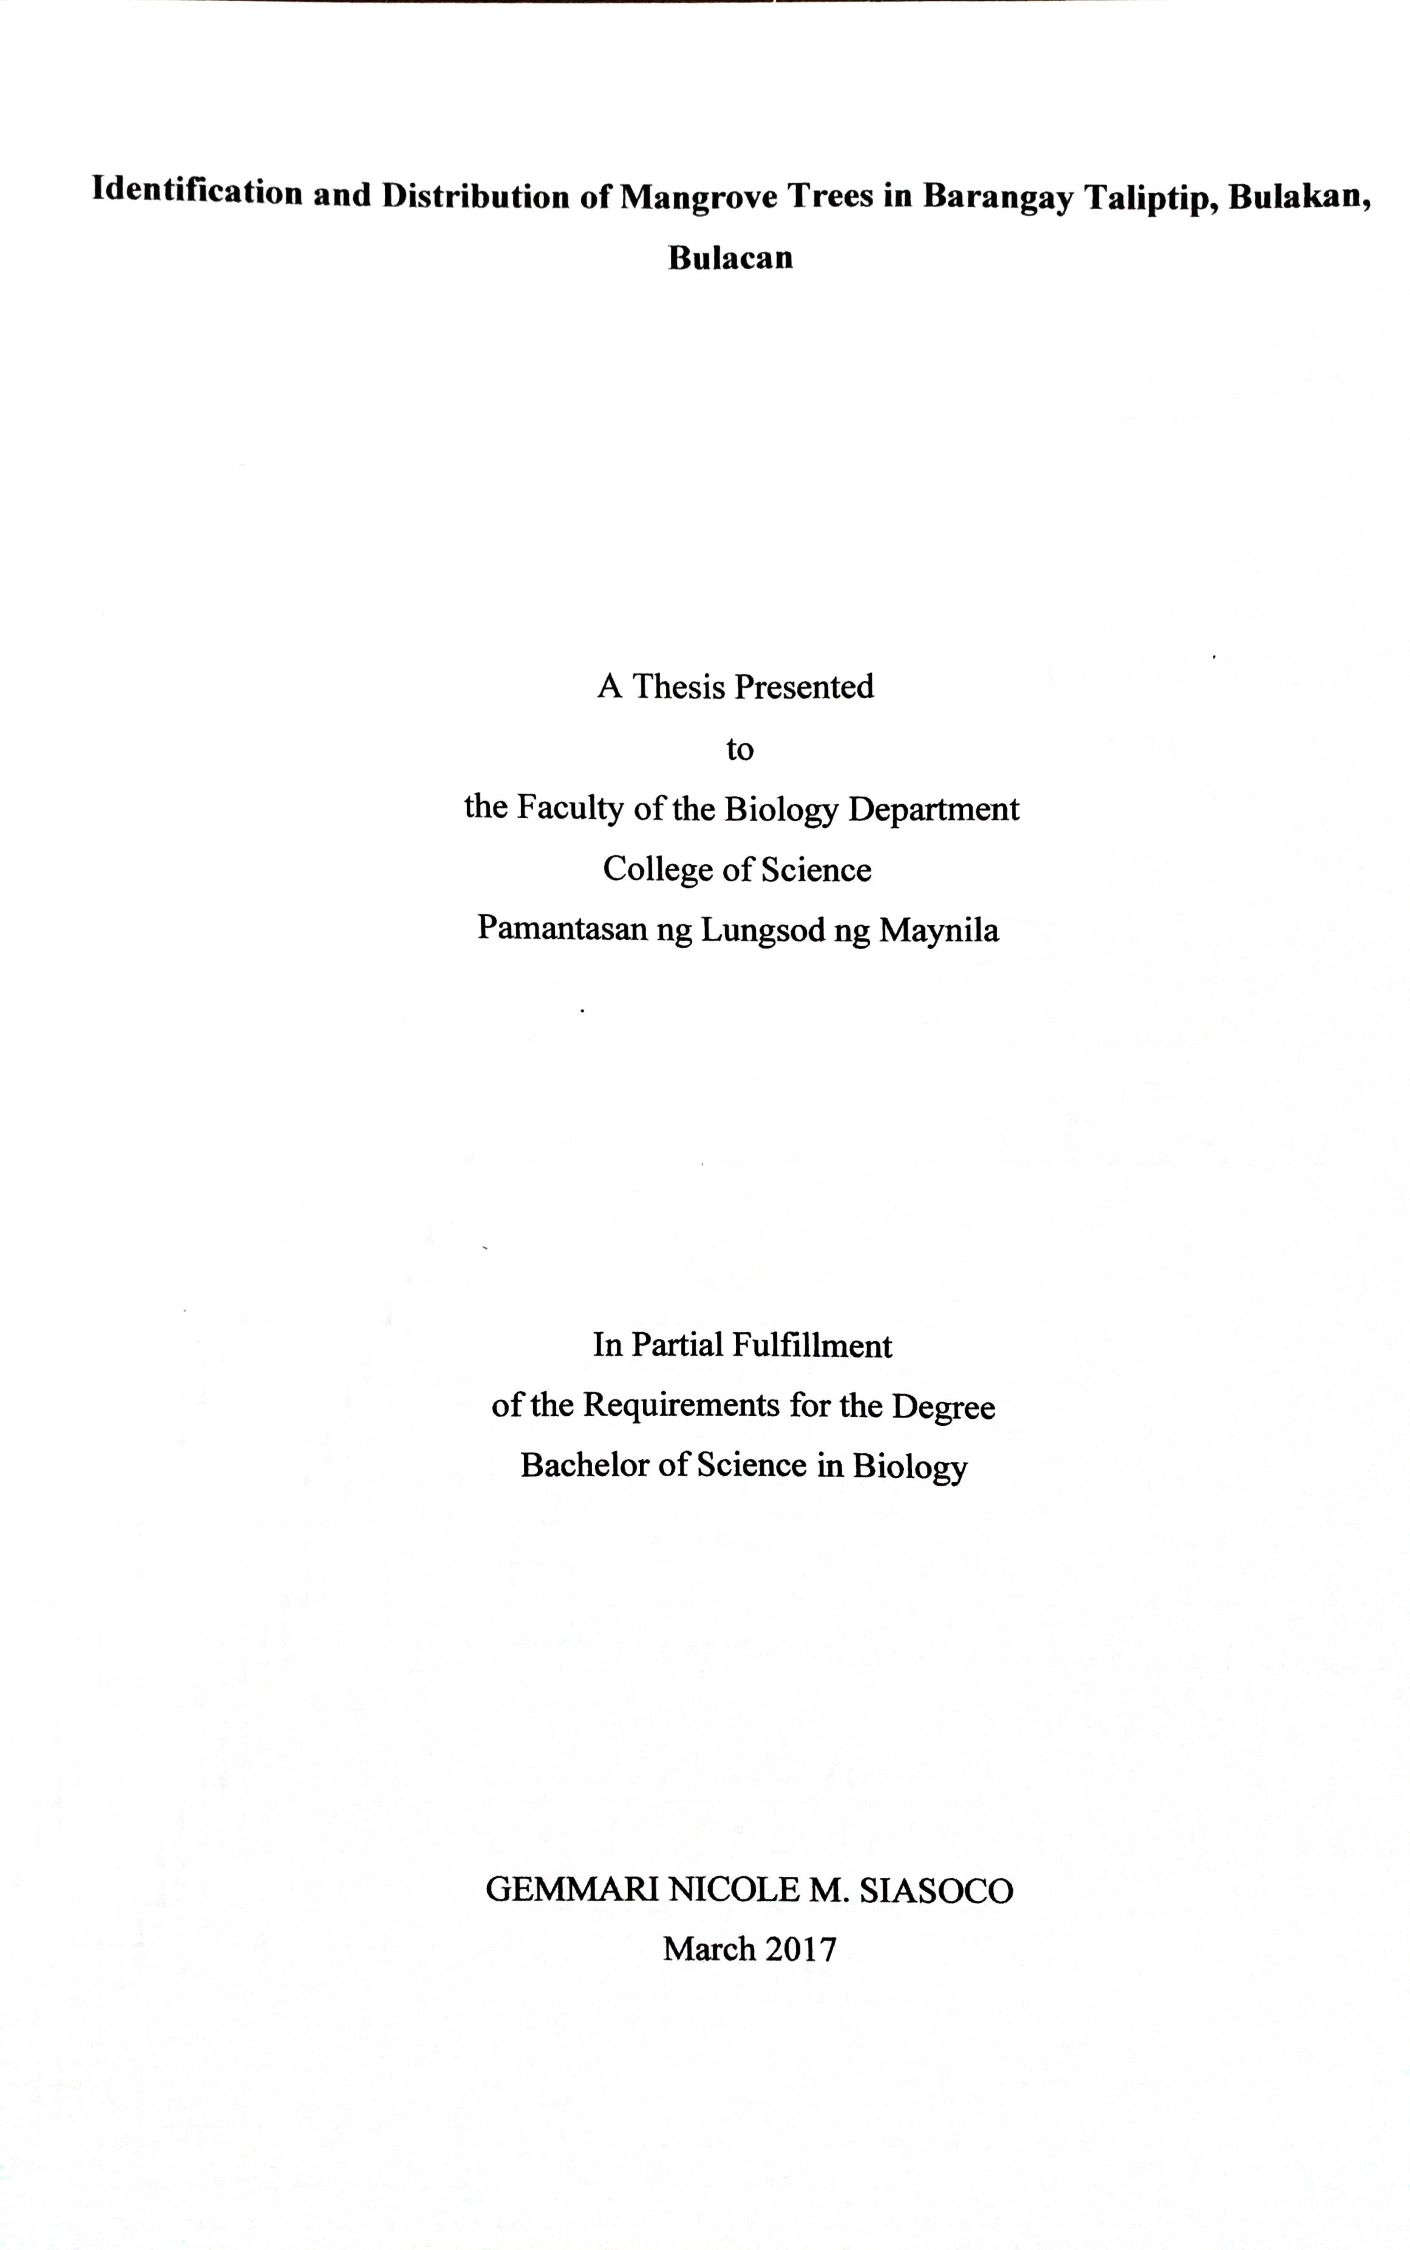 Identification and Distribution of Mangrove Trees in Barangay Taliptip, Bulakan,
Bulacan
A Thesis Presented
to
the Faculty of the Biology Department
College of Science
Pamantasan ng Lungsod ng Maynila
In Partial Fulfillment
of the Requirements for the Degree
Bachelor of Science in Biology
GEMMARI NICOLE M. SIASOCO
March 2017